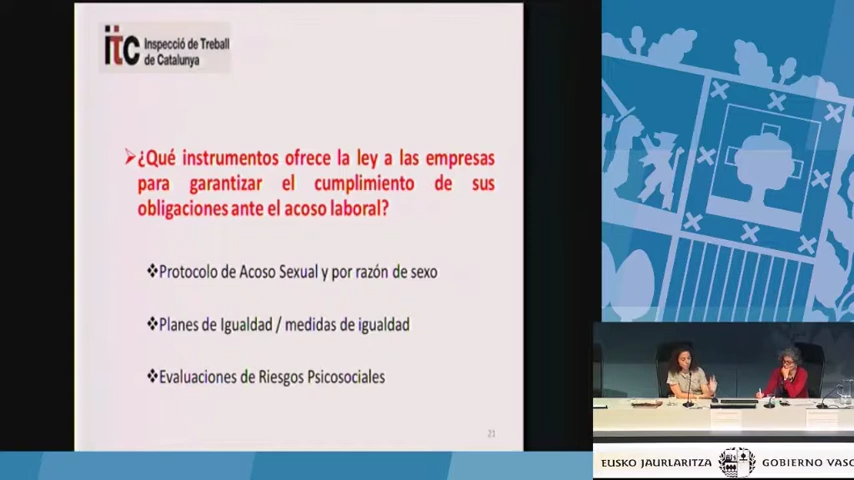 itc Inspecció de Treball
de Catalunya
➢¿Qué instrumentos ofrece la ley a las empresas
para garantizar el cumplimiento de sus
obligaciones ante el acoso laboral?
❖Protocolo de Acoso Sexual y por razón de sexo
❖Planes de Igualdad / medidas de igualdad
❖Evaluaciones de Riesgos Psicosociales
21
EUSKO JAURLARITZA GOBIERNO VASC